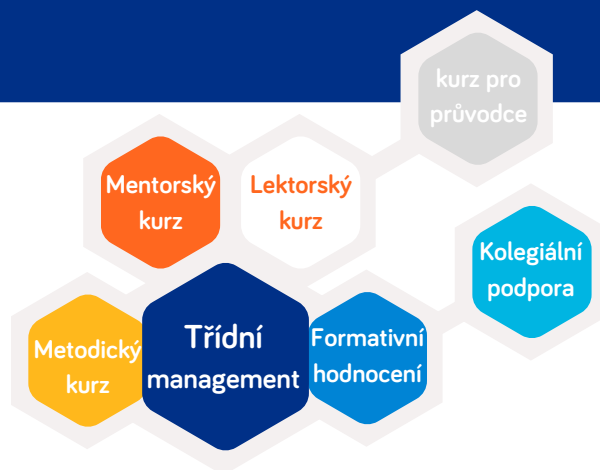 kurz pro
průvodce
Mentorský
kurz
Lektorský
kurz
Kolegiální
podpora
Metodický
kurz
Třídní
management
Formativní
hodnocení